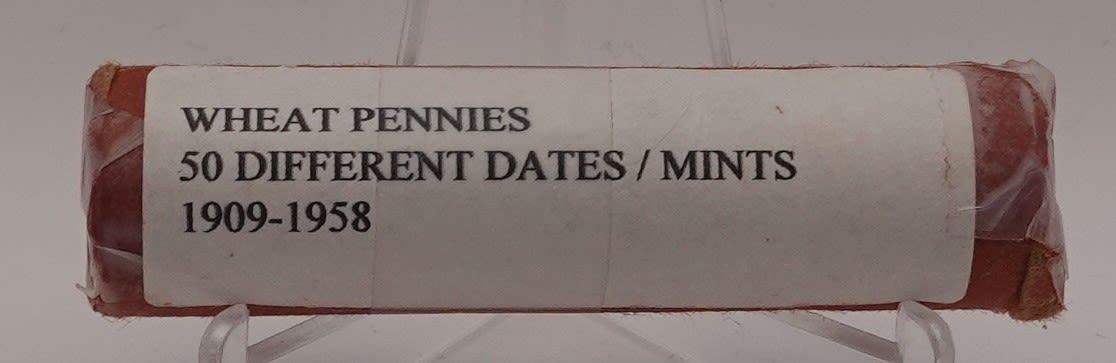 WHEAT PENNIES
50 DIFFERENT DATES / MINTS
1909-1958